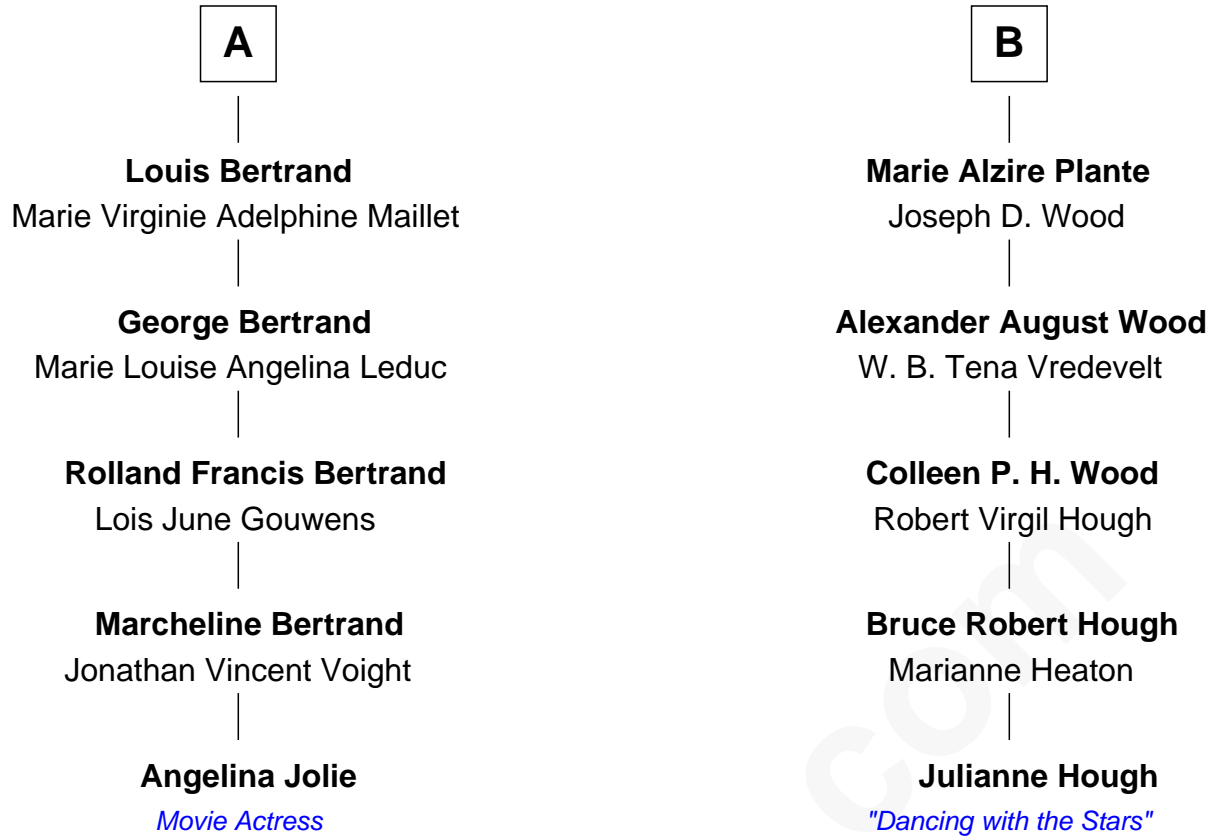 A
Louis Bertrand
Marie Virginie Adelphine Maillet
George Bertrand
Marie Louise Angelina Leduc
Rolland Francis Bertrand
Lois June Gouwens
Marcheline Bertrand
Jonathan Vincent Voight
Angelina Jolie
Movie Actress
B
Marie Alzire Plante
Joseph D. Wood
Alexander August Wood
W. B. Tena Vredevelt
Colleen P. H. Wood
Robert Virgil Hough
Bruce Robert Hough
Marianne Heaton
Julianne Hough
"Dancing with the Stars"
com